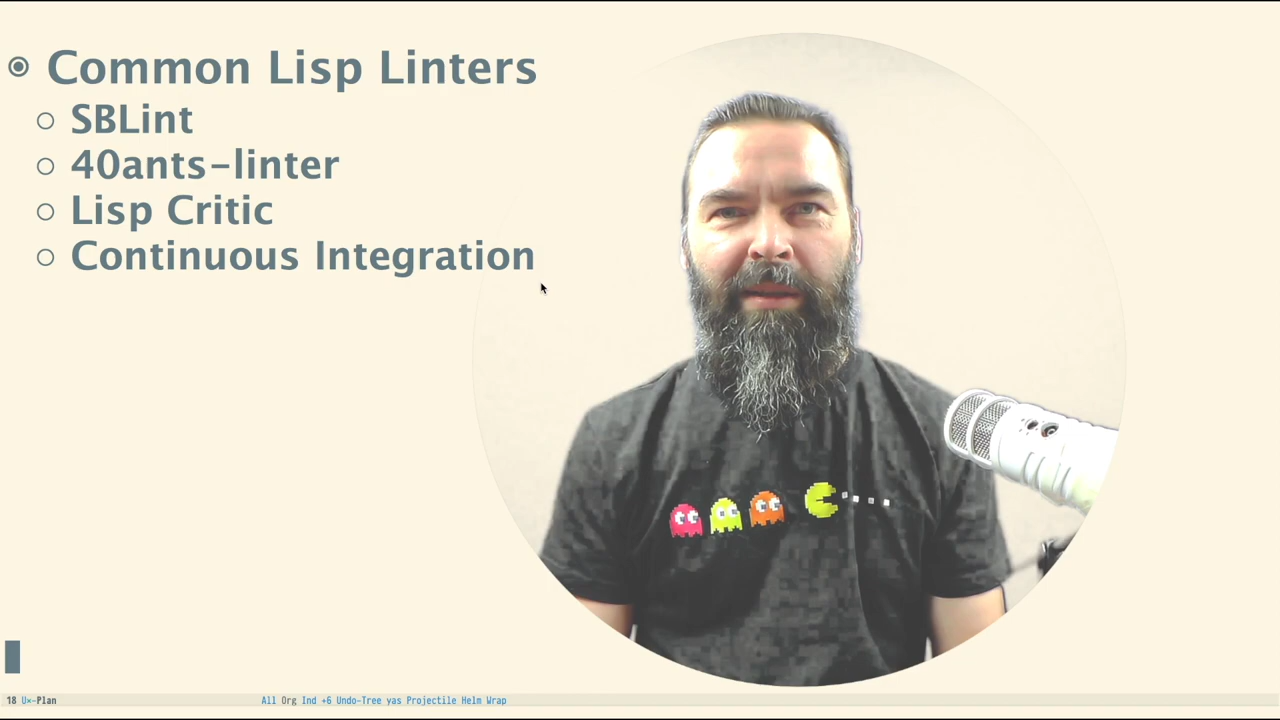 Common Lisp Linters
SBLint
40ants-linter
Lisp Critic
Continuous Integration
18 U×-Plan
All Org Ind +6 Undo-Tree yas Projectile Helm Wrap